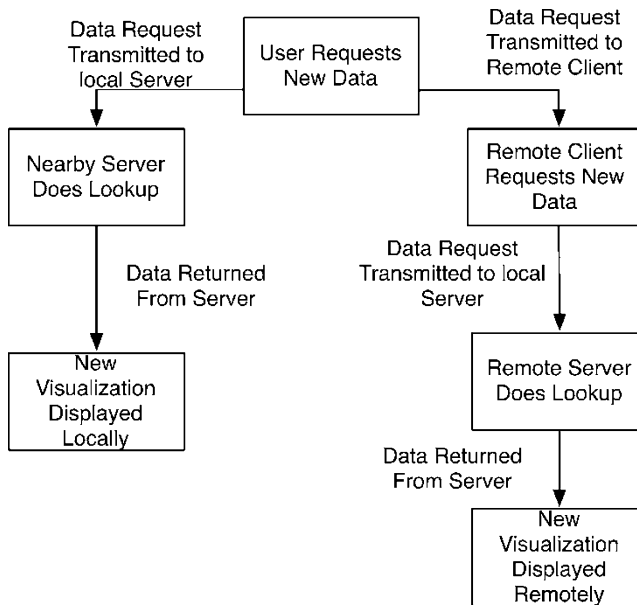 Data Request
Transmitted to
local Server
User Requests
New Data
Data Request
Transmitted to
Remote Client
Nearby Server
Does Lookup
Remote Client
Requests New
Data
Data Returned
From Server
Data Request
Transmitted to local
Server
New
Visualization
Displayed
Locally
Remote Server
Does Lookup
Data Returned
From Server
New
Visualization
Displayed
Remotely